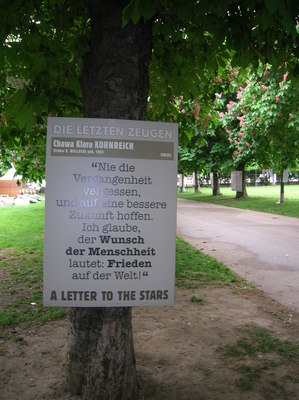 DIE LETZTEN ZEUGEN
Chawa Klara KORNREICH
ISRAEL
"Nie die
Vergangenheit
vergessen,
und auf eine bessere
Zukunft hoffen.
Ich glaube,
der Wunsch
der Menschheit
lautet: Frieden
auf der Welt!"
A LETTER TO THE STARS